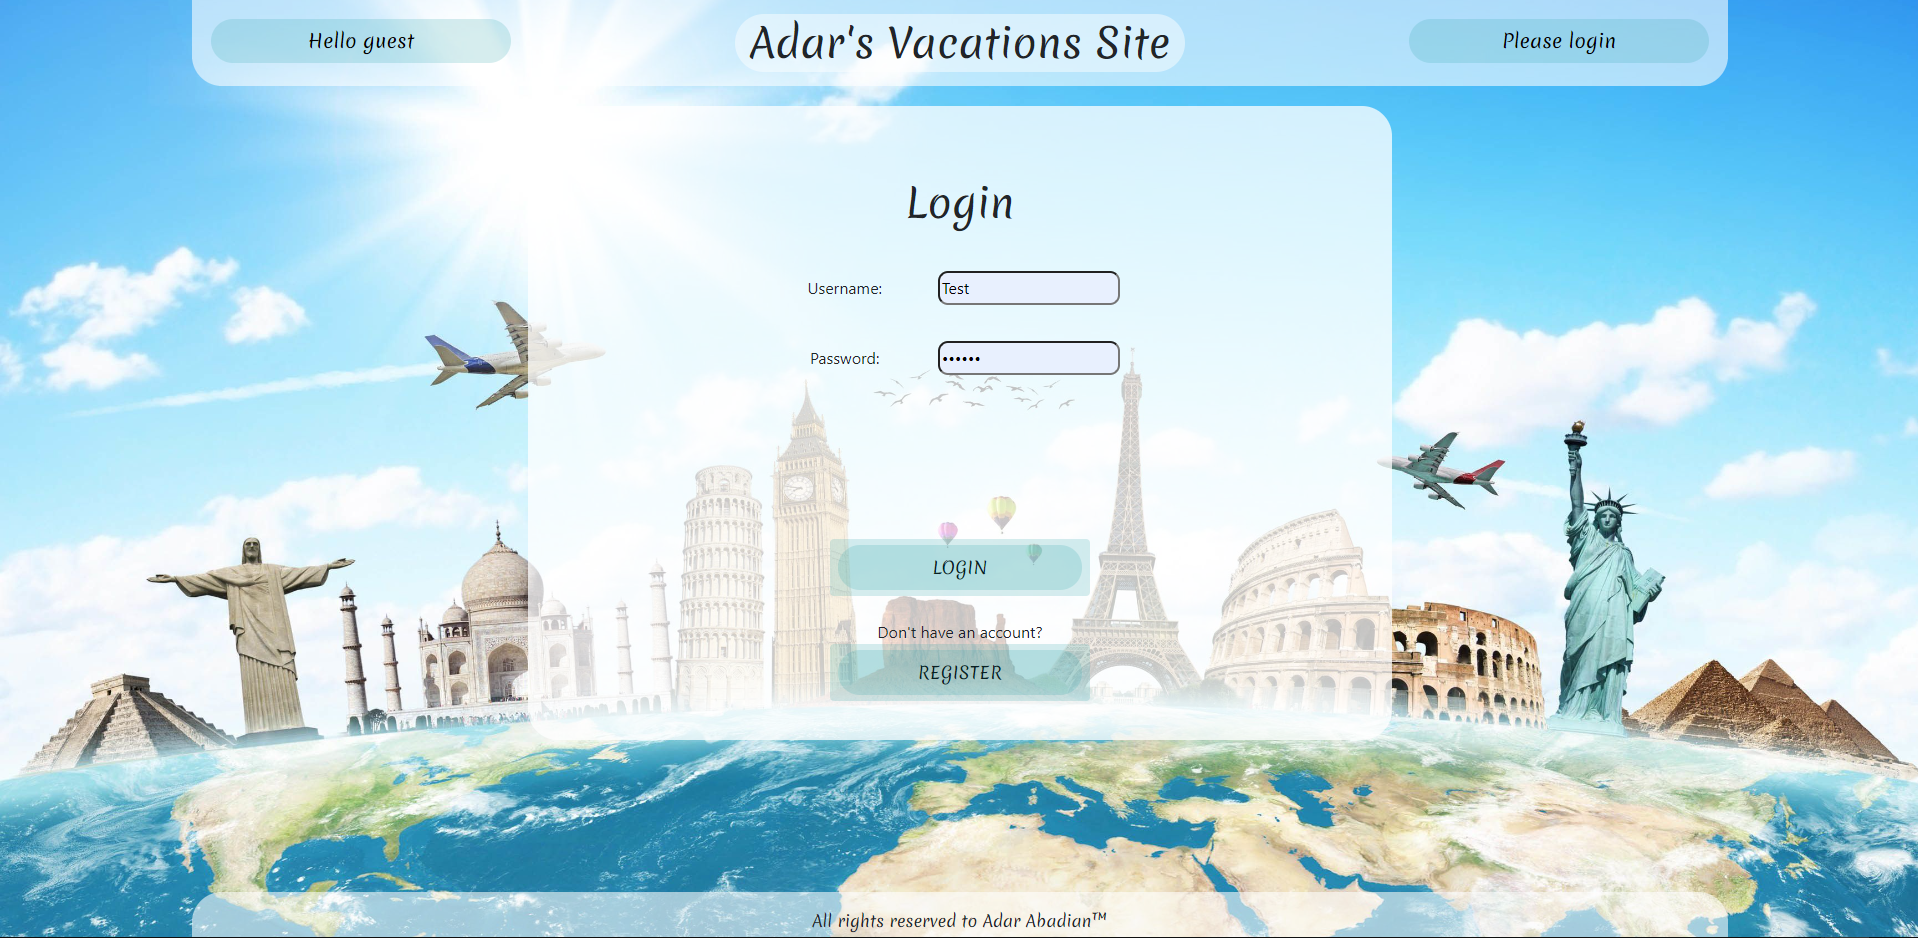 Hello guest
Adar's Vacations Site
Please login
Login
Username:
Test
Password:
••••••
LOGIN
Don't have an account?
REGISTER
All rights reserved to Adar Abadian™